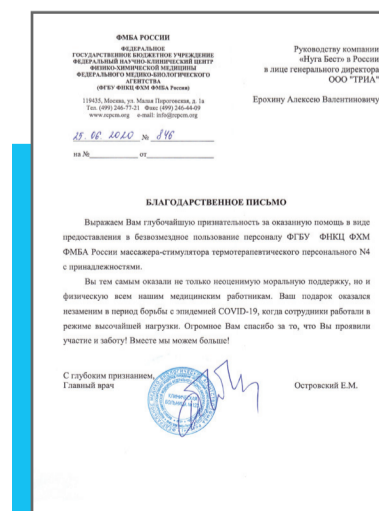 ФМБА РОССИИ
ФЕДЕРАЛЬНОЕ
ГОСУДАРСТВЕННОЕ БЮДЖЕТНОЕ УЧРЕЖДЕНИЕ
ФЕДЕРАЛЬНЫЙ НАУЧНО-КЛИНИЧЕСКИЙ ЦЕНТР
ФИЗИКО-ХИМИЧЕСКОЙ МЕДИЦИНЫ
ФЕДЕРАЛЬНОГО МЕДИКО-БИОЛОГИЧЕСКОГО
АГЕНТСТВА
(ФГБУ ФНКЦ ФХМ ФМБА России)
119435, Москва, ул. Малая Пироговская, д. 1а
Тел. (499) 246-77-21 Факс (499) 246-44-09
www.rcpcm.org e-mail: info@rcpcm.org
25.06.2020 № 846
на № от
Руководству компании
«Нуга Бест» в России
в лице генерального директора
ООО "ТРИА"
Ерохину Алексею Валентиновичу
БЛАГОДАРСТВЕННОЕ ПИСЬМО
Выражаем Вам глубочайшую признательность за оказанную помощь в виде
предоставления в безвозмездное пользование персоналу ФГБУ ФНКЦ ФХМ
ФМБА России массажера-стимулятора термотерапевтического персонального N4
с принадлежностями.
Вы тем самым оказали не только неоценимую моральную поддержку, но и
физическую всем нашим медицинским работникам. Ваш подарок оказался
незаменим в период борьбы с эпидемией COVID-19, когда сотрудники работали в
режиме высочайшей нагрузки. Огромное Вам спасибо за то, что Вы проявили
участие и заботу! Вместе мы можем больше!
С глубоким признанием,
Главный врач
Островский Е.М.